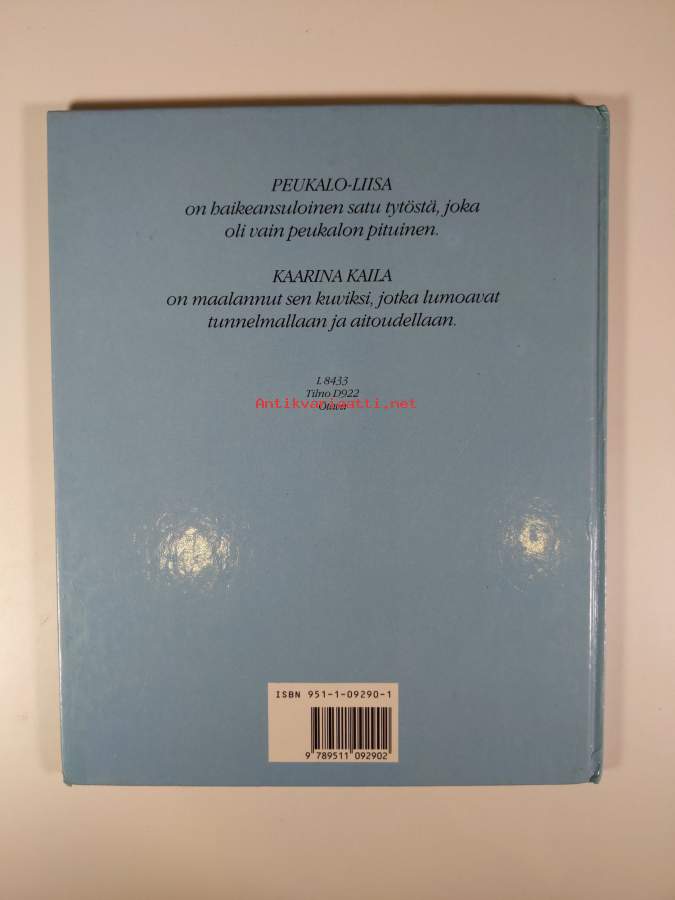 PEUKALO-LIISA
on haikeansuloinen satu tytöstä, joka
oli vain peukalon pituinen.
KAARINA KAILA
on maalannut sen kuviksi, jotka lumoavat
tunnelmallaan ja aitoudellaan.
L 8433
Tilno D922
Antikvariaatti.net
Otava
ISBN 951-1-09290-1
9 789511 092902